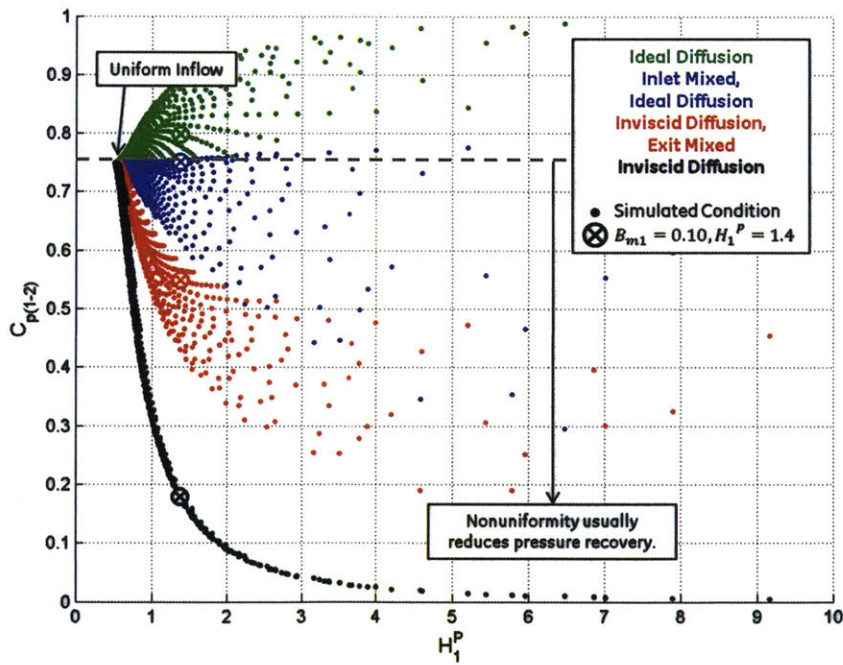 1
0.9
0.8
0.7
0.6
0.5
0.4
0.3
0.2
0.1
0
C_p(1-2)
Uniform Inflow
Ideal Diffusion
Inlet Mixed,
Ideal Diffusion
Inviscid Diffusion,
Exit Mixed
Inviscid Diffusion
Simulated Condition
B_m1 = 0.10, H_1^P = 1.4
Nonuniformity usually
reduces pressure recovery.
0 1 2 3 4 5 6 7 8 9 10
H_1^P